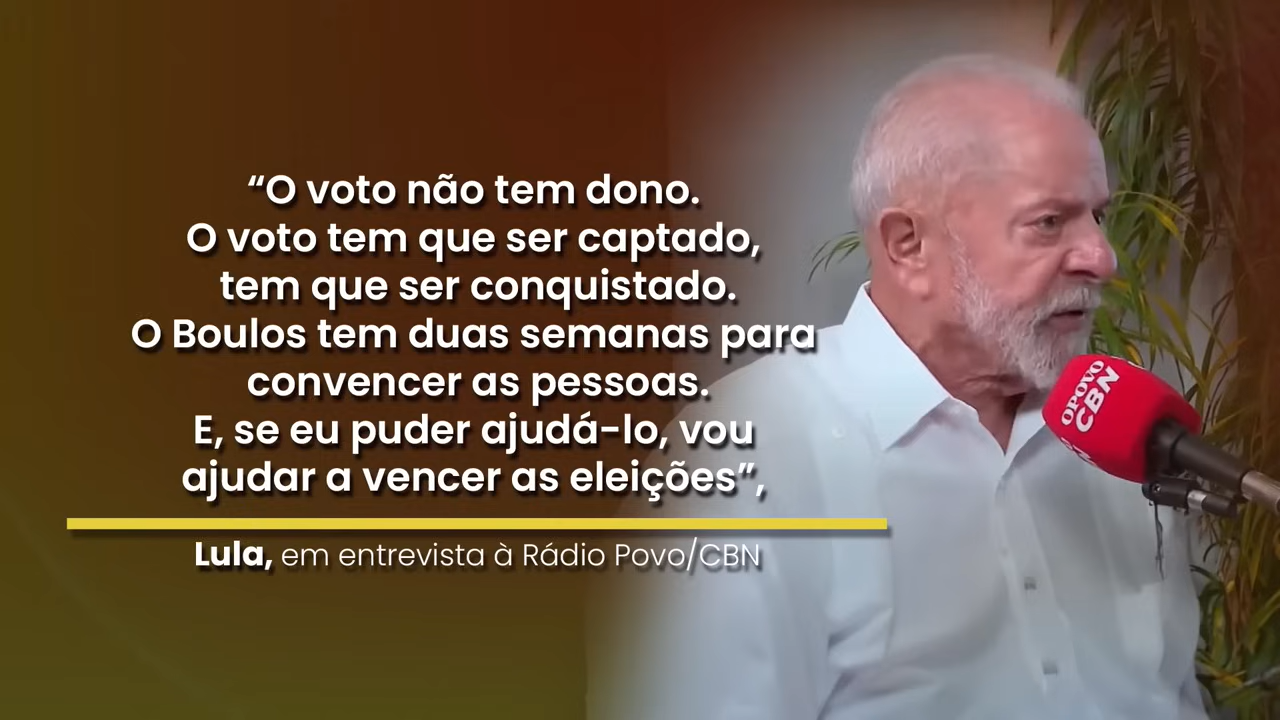 “O voto não tem dono.
O voto tem que ser captado,
tem que ser conquistado.
O Boulos tem duas semanas para
convencer as pessoas.
E, se eu puder ajudá-lo, vou
ajudar a vencer as eleições”,
Lula, em entrevista à Rádio Povo/CBN
OPOVO
CBN